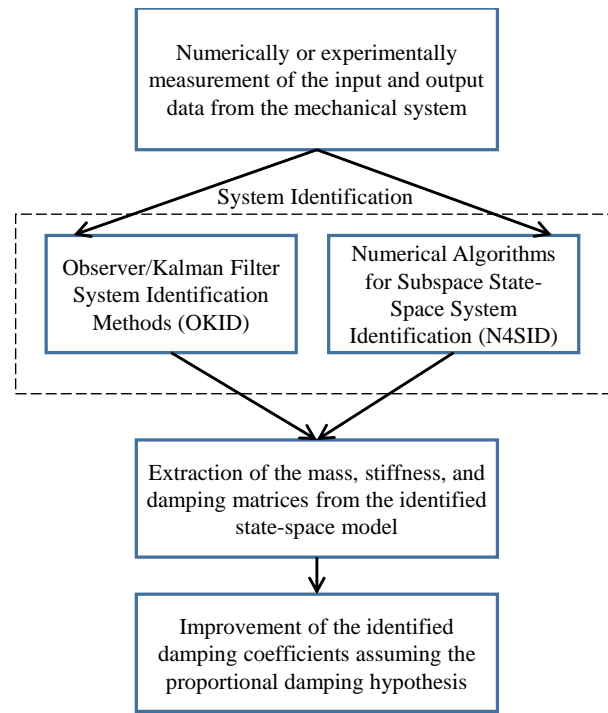 Numerically or experimentally
measurement of the input and output
data from the mechanical system
System Identification
Observer/Kalman Filter
System Identification
Methods (OKID)
Numerical Algorithms
for Subspace State-
Space System
Identification (N4SID)
Extraction of the mass, stiffness, and
damping matrices from the identified
state-space model
Improvement of the identified
damping coefficients assuming the
proportional damping hypothesis